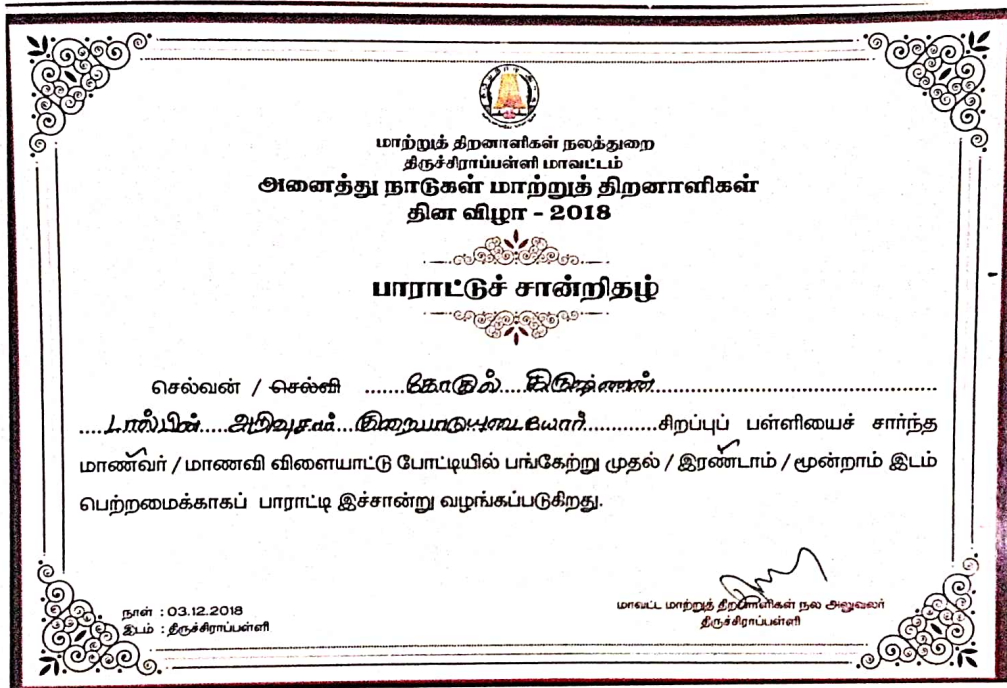 மாற்றுத் திறனாளிகள் நலத்துறை
திருச்சிராப்பள்ளி மாவட்டம்
அனைத்து நாடுகள் மாற்றுத் திறனாளிகள்
தின விழா - 2018
பாராட்டுச் சான்றிதழ்
செல்வன் / செல்வி ......கோகுல்....கிருஷ்ணன்......
....டால்பின்.....அறிவுசார்...குறைபாடுடையோர்............சிறப்புப் பள்ளியைச் சார்ந்த
மாணவர் / மாணவி விளையாட்டு போட்டியில் பங்கேற்று முதல் / இரண்டாம் / மூன்றாம் இடம்
பெற்றமைக்காகப் பாராட்டி இச்சான்று வழங்கப்படுகிறது.
நாள் : 03.12.2018
இடம் : திருச்சிராப்பள்ளி
மாவட்ட மாற்றுத் திறனாளிகள் நல அலுவலர்
திருச்சிராப்பள்ளி